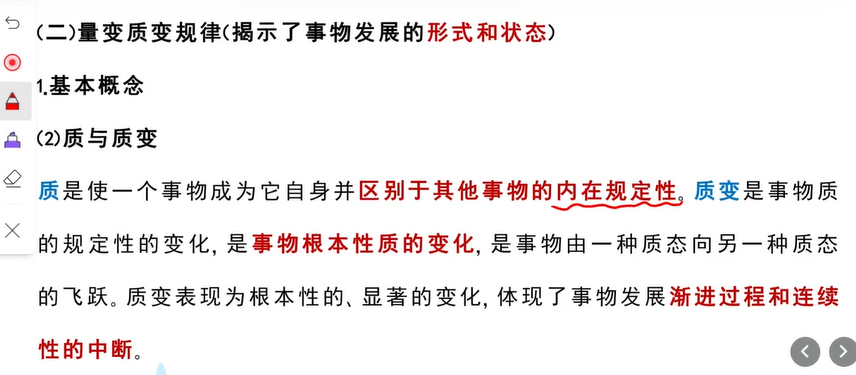 (二)量变质变规律(揭示了事物发展的形式和状态)
1.基本概念
(2)质与质变
质是使一个事物成为它自身并区别于其他事物的内在规定性。质变是事物质
的规定性的变化,是事物根本性质的变化,是事物由一种质态向另一种质态
的飞跃。质变表现为根本性的、显著的变化,体现了事物发展渐进过程和连续
性的中断。